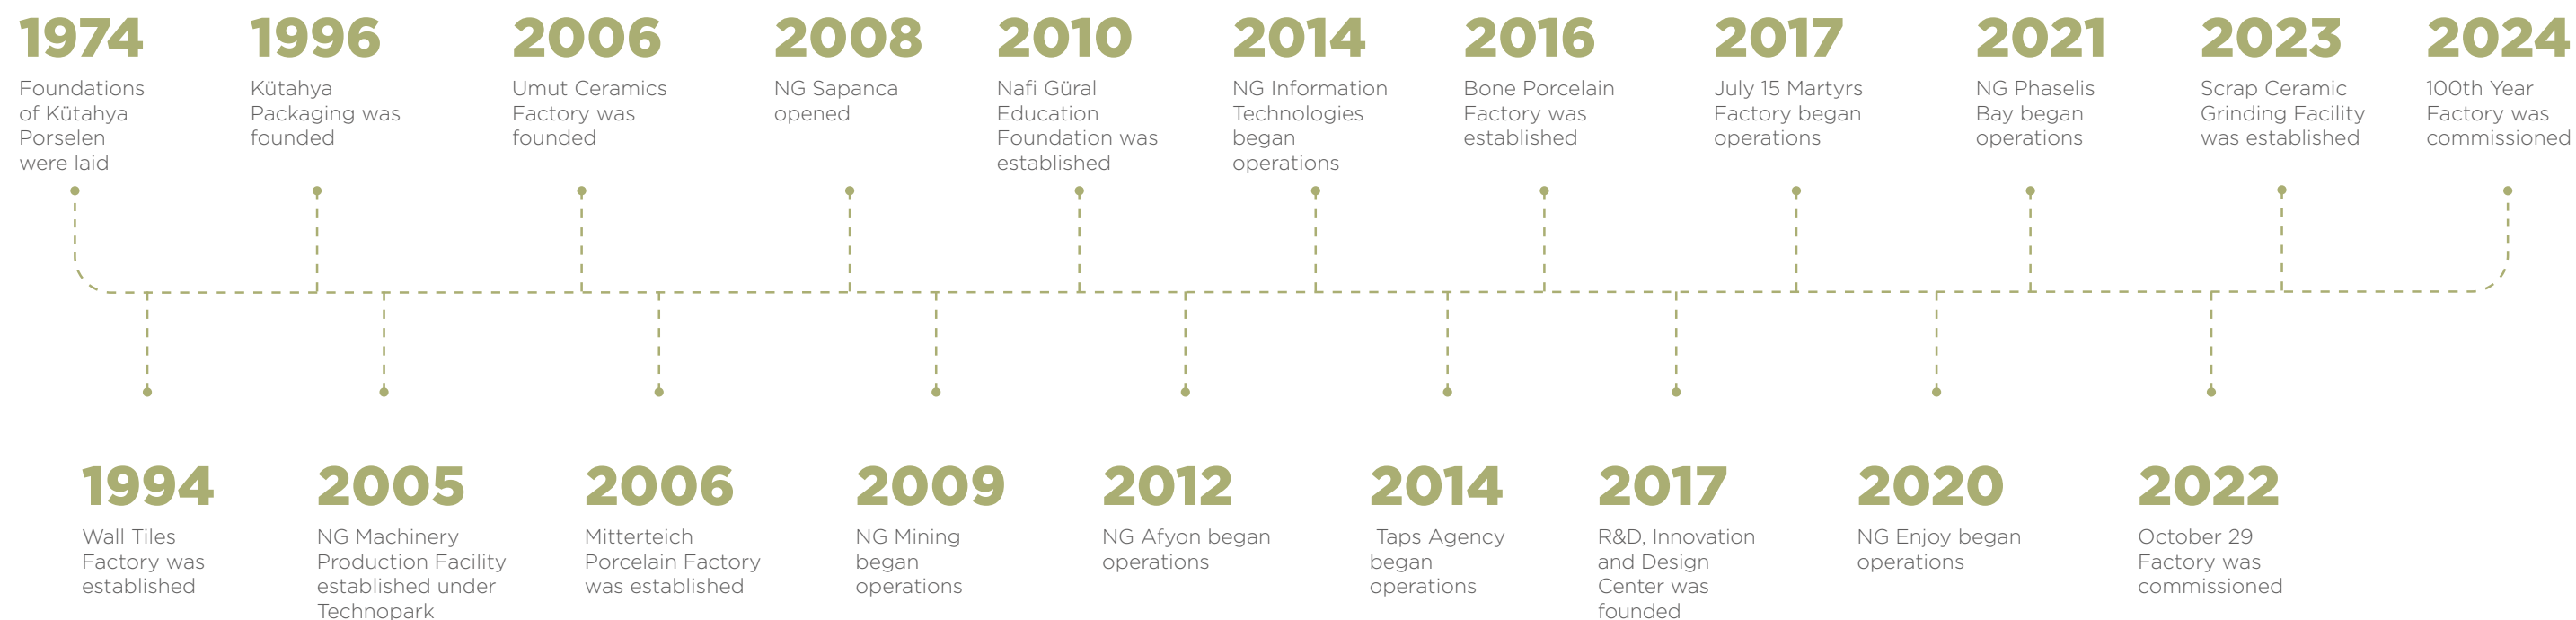 1974
Foundations
of Kütahya
Porselen
were laid
1996
Kütahya
Packaging was
founded
2006
Umut Ceramics
Factory was
founded
2008
NG Sapanca
opened
2010
Nafi Güral
Education
Foundation was
established
2014
NG Information
Technologies
began
operations
2016
Bone Porcelain
Factory was
established
2017
July 15 Martyrs
Factory began
operations
2021
NG Phaselis
Bay began
operations
2023
Scrap Ceramic
Grinding Facility
was established
2024
100th Year
Factory was
commissioned
1994
Wall Tiles
Factory was
established
2005
NG Machinery
Production Facility
established under
Technopark
2006
Mitterteich
Porcelain Factory
was established
2009
NG Mining
began
operations
2012
NG Afyon began
operations
2014
Taps Agency
began
operations
2017
R&D, Innovation
and Design
Center was
founded
2020
NG Enjoy began
operations
2022
October 29
Factory was
commissioned